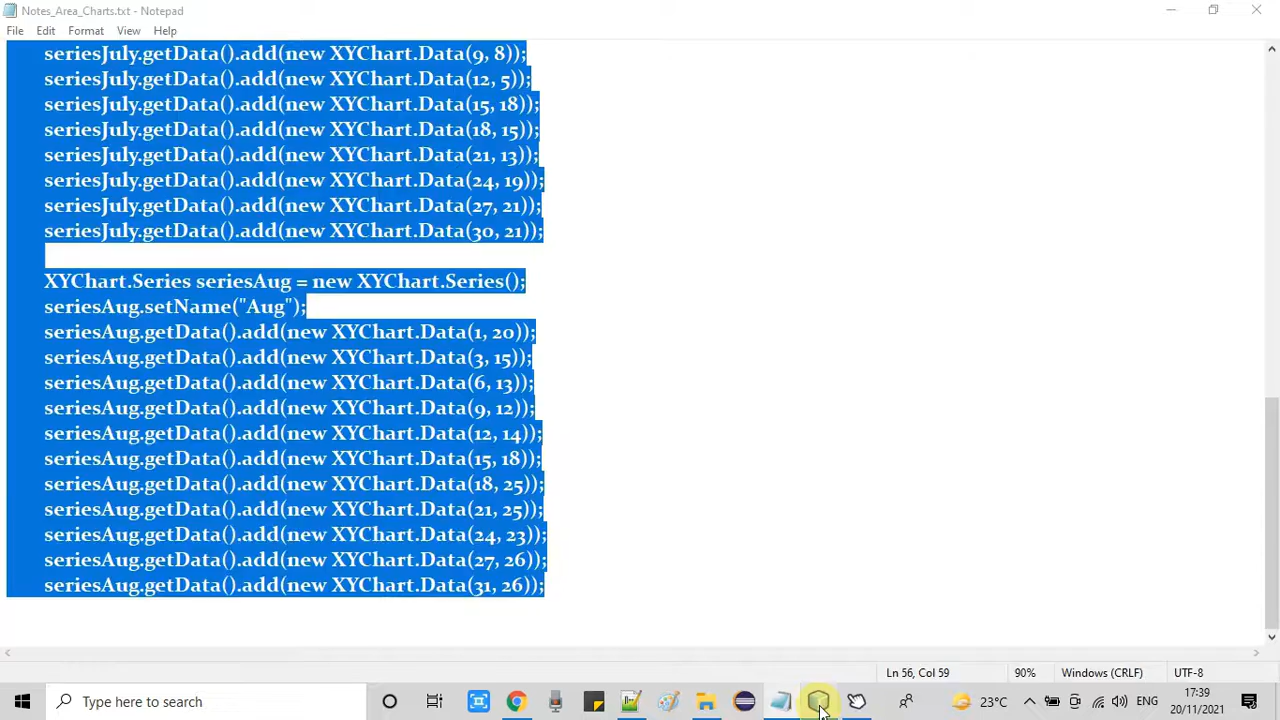 Notes_Area_Charts.txt - Notepad
File Edit Format View Help
seriesJuly.getData().add(new XYChart.Data(9, 8));
seriesJuly.getData().add(new XYChart.Data(12, 5));
seriesJuly.getData().add(new XYChart.Data(15, 18));
seriesJuly.getData().add(new XYChart.Data(18, 15));
seriesJuly.getData().add(new XYChart.Data(21, 13));
seriesJuly.getData().add(new XYChart.Data(24, 19));
seriesJuly.getData().add(new XYChart.Data(27, 21));
seriesJuly.getData().add(new XYChart.Data(30, 21));
XYChart.Series seriesAug = new XYChart.Series();
seriesAug.setName("Aug");
seriesAug.getData().add(new XYChart.Data(1, 20));
seriesAug.getData().add(new XYChart.Data(3, 15));
seriesAug.getData().add(new XYChart.Data(6, 13));
seriesAug.getData().add(new XYChart.Data(9, 12));
seriesAug.getData().add(new XYChart.Data(12, 14));
seriesAug.getData().add(new XYChart.Data(15, 18));
seriesAug.getData().add(new XYChart.Data(18, 25));
seriesAug.getData().add(new XYChart.Data(21, 25));
seriesAug.getData().add(new XYChart.Data(24, 23));
seriesAug.getData().add(new XYChart.Data(27, 26));
seriesAug.getData().add(new XYChart.Data(31, 26));
Ln 56, Col 59 90% Windows (CRLF) UTF-8
Type here to search 23°C ENG 17:39
20/11/2021